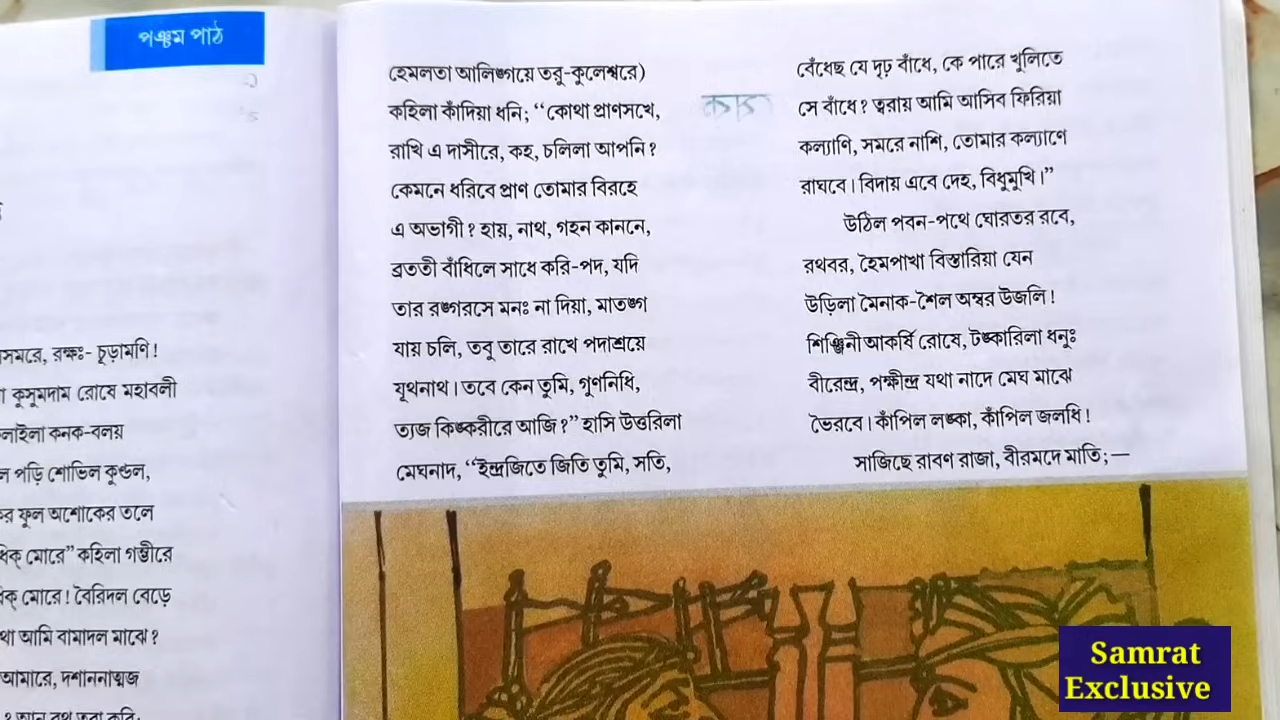 পঞ্চম পাঠ
সমরে, রক্ষঃ- চূড়ামণি!
কুসুমদাম রোষে মহাবলী
কনক-বলয়
পড়ি শোভিল কুণ্ডল,
ফুল অশোকের তলে
মোরে” কহিলা গম্ভীরে
মোরে! বৈরিদল বেড়ে
আমি বামাদল মাঝে?
আমারে, দশাননাত্মজ
হেমলতা আলিঙ্গয়ে তরু-কুলেশ্বরে)
কহিলা কাঁদিয়া ধনি; “কোথা প্রাণসখে,
রাখি এ দাসীরে, কহ, চলিলা আপনি?
কেমনে ধরিবে প্রাণ তোমার বিরহে
এ অভাগী? হায়, নাথ, গহন কাননে,
ব্রততী বাঁধিলে সাধে করি-পদ, যদি
তার রঙ্গরসে মনঃ না দিয়া, মাতঙ্গ
যায় চলি, তবু তারে রাখে পদাশ্রয়ে
যূথনাথ। তবে কেন তুমি, গুণনিধি,
ত্যজ কিঙ্করীরে আজি?” হাসি উত্তরিলা
মেঘনাদ, “ইন্দ্রজিতে জিতি তুমি, সতি,
বেঁধেছ যে দৃঢ় বাঁধে, কে পারে খুলিতে
সে বাঁধে? ত্বরায় আমি আসিব ফিরিয়া
কল্যাণি, সমরে নাশি, তোমার কল্যাণে
রাঘবে। বিদায় এবে দেহ, বিধুমুখি।”
উঠিল পবন-পথে ঘোরতর রবে,
রথবর, হৈমপাখা বিস্তারিয়া যেন
উড়িলা মৈনাক-শৈল অম্বর উজলি!
শিঞ্জিনী আকর্ষি রোষে, টঙ্কারিলা ধনুঃ
বীরেন্দ্র, পক্ষীন্দ্র যথা নাদে মেঘ মাঝে
ভৈরবে। কাঁপিল লঙ্কা, কাঁপিল জলধি!
সাজিছে রাবণ রাজা, বীরমদে মাতি;—
Samrat
Exclusive